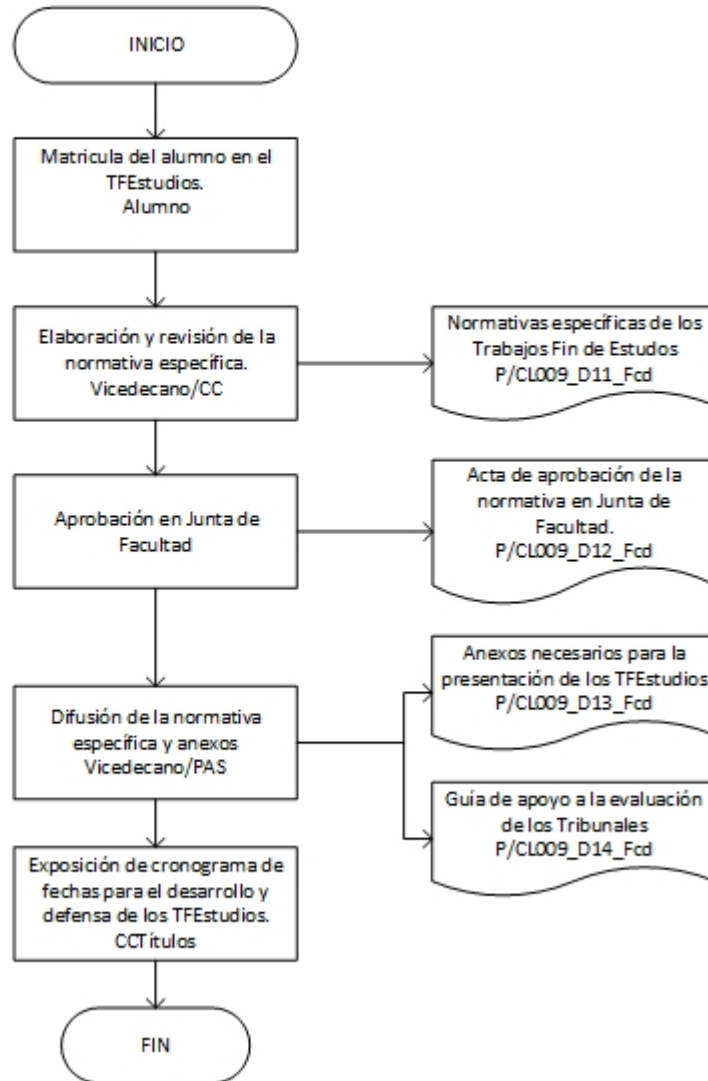 INICIO
Matricula del alumno en el
TFEstudios.
Alumno
Elaboración y revisión de la
normativa específica.
Vicedecano/CC
Normativas específicas de los
Trabajos Fin de Estudos
P/CL009_D11_Fcd
Aprobación en Junta de
Facultad
Acta de aprobación de la
normativa en Junta de
Facultad.
P/CL009_D12_Fcd
Difusión de la normativa
específica y anexos
Vicedecano/PAS
Anexos necesarios para la
presentación de los TFEstudios
P/CL009_D13_Fcd
Guía de apoyo a la evaluación
de los Tribunales
P/CL009_D14_Fcd
Exposición de cronograma de
fechas para el desarrollo y
defensa de los TFEstudios.
CCTítulos
FIN